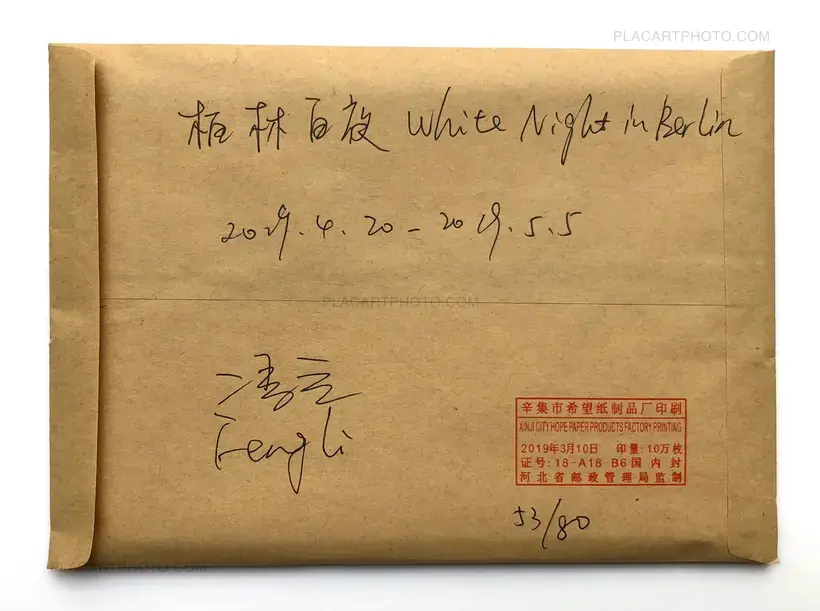 PLACARTPHOTO.COM
柏林白夜 White Night in Berlin
2019.4.20-2019.5.5
PLACARTPHOTO.COM
冯立
Feng li
辛集市希望纸制品厂印刷
XINJI CITY HOPE PAPER PRODUCTS FACTORY PRINTING
2019年3月10日 印量:10万枚
证号:18-A18-B6国内封
河北省邮政管理局监制
53/80
PLACARTPHOTO.COM